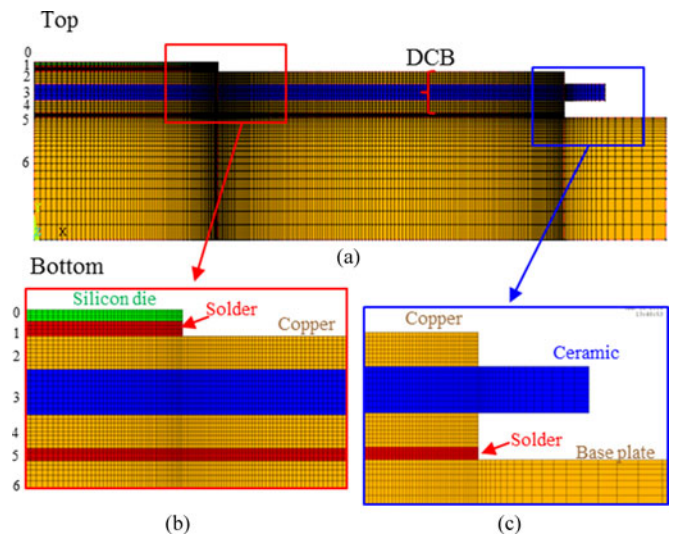 Top
DCB
0
1
2
3
4
5
6
X
(a)
Bottom
Silicon die
Solder
Copper
0
1
2
3
4
5
6
Copper
Ceramic
Solder
Base plate
(b)
(c)